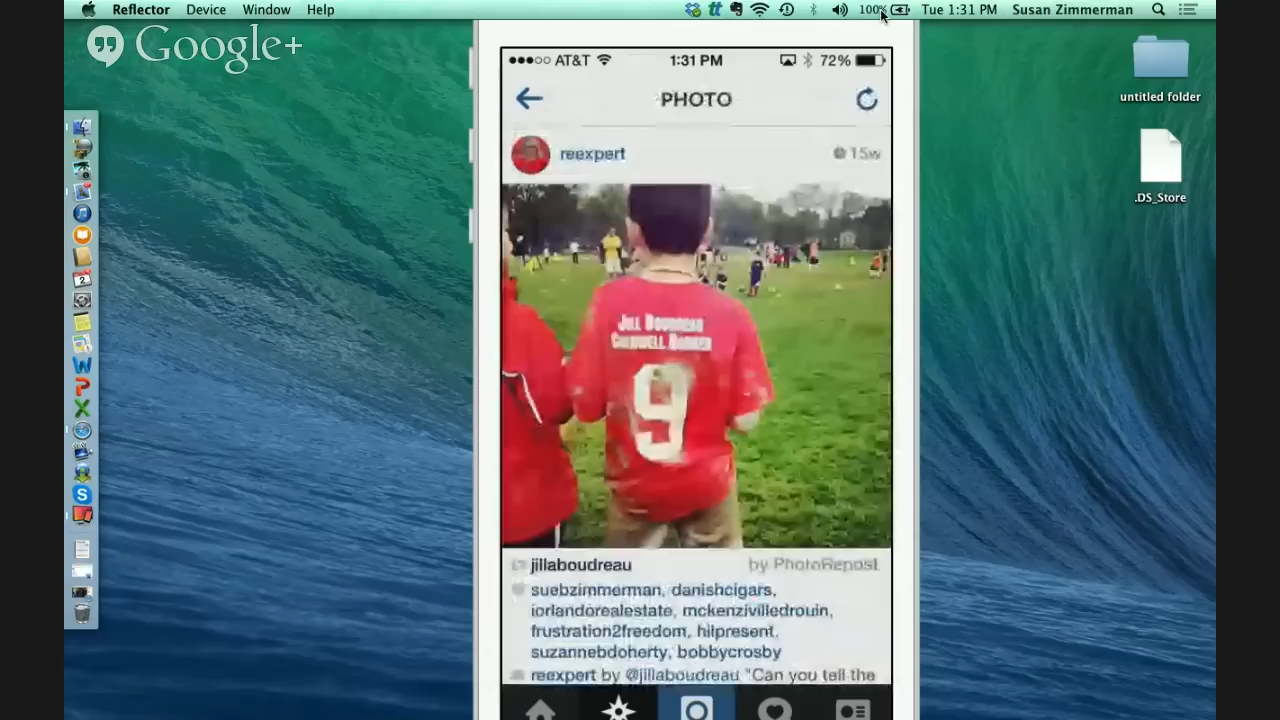 Reflector Device Window Help 100% Tue 1:31 PM Susan Zimmerman
Google+
untitled folder
.DS_Store
AT&T 1:31 PM 72%
PHOTO
reexpert 15w
JILL BOUDREAU
COLDWELL BANKER
9
jillaboudreau by PhotoRepost
suebzimmerman, danishcigars,
iorlandorealestate, mckenzivilledrouin,
frustration2freedom, hilpresent,
suzannebdoherty, bobbycrosby
reexpert by @jillaboudreau "Can you tell the